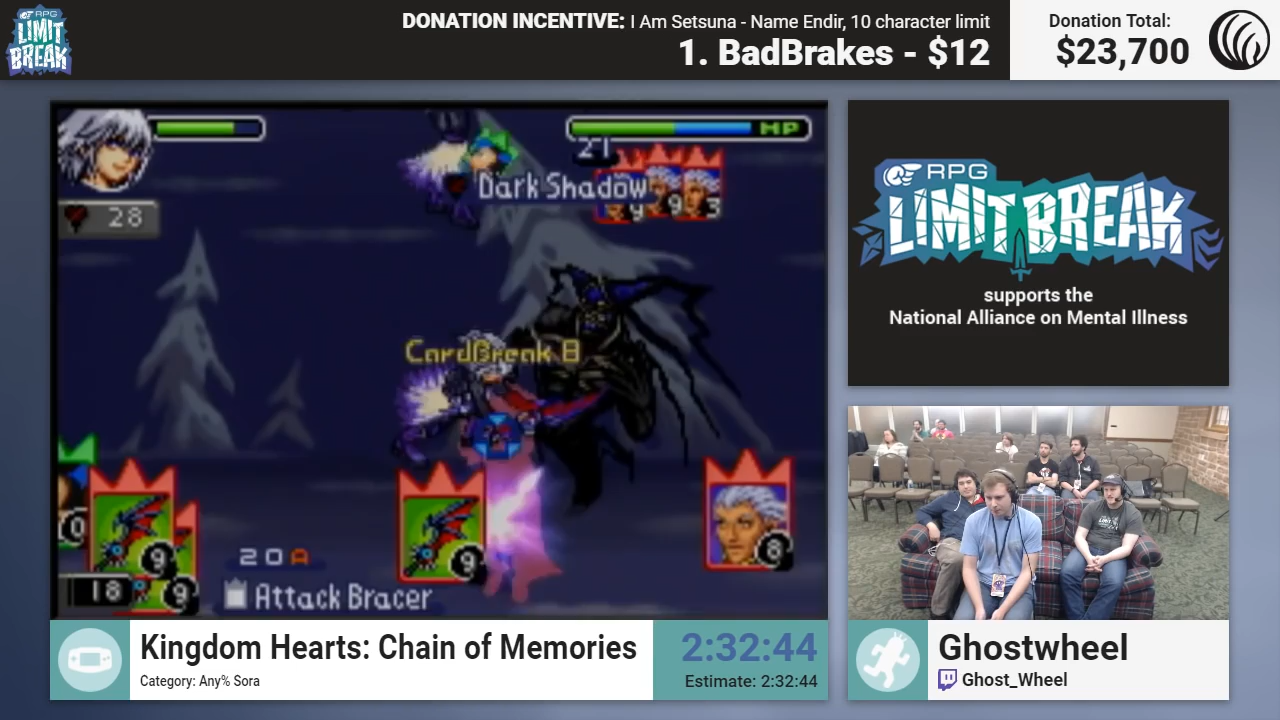 RPG
LIMIT
BREAK
DONATION INCENTIVE: I Am Setsuna - Name Endir, 10 character limit
1. BadBrakes - $12
Donation Total:
$23,700
MP
21
Dark Shadow
9 9 3
28
CardBreak 8
0
9
9
8
20A
18
9
Attack Bracer
RPG
LIMIT BREAK
supports the
National Alliance on Mental Illness
Kingdom Hearts: Chain of Memories
Category: Any% Sora
2:32:44
Estimate: 2:32:44
Ghostwheel
Ghost_Wheel